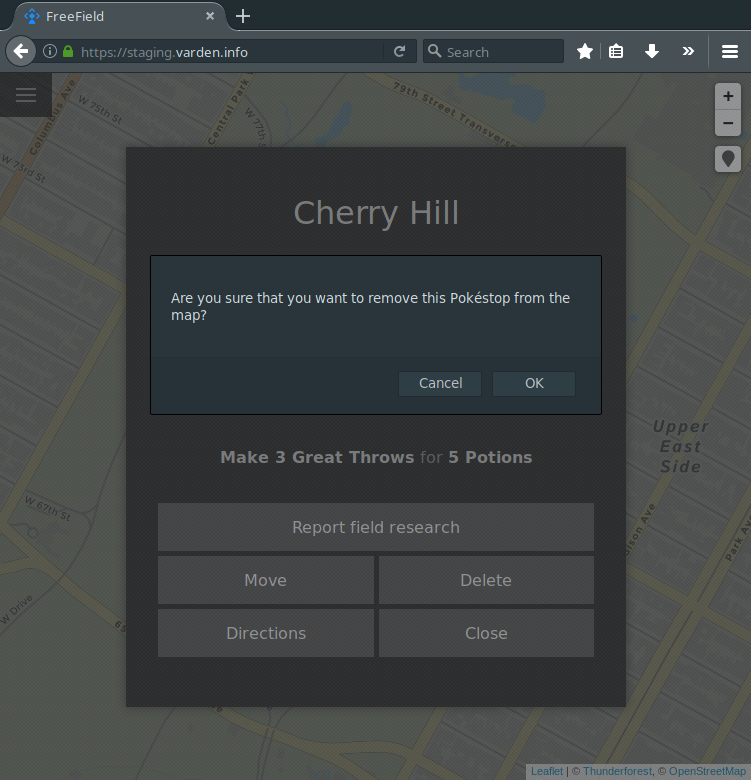 FreeField
https://staging.varden.info
Search
Columbus Ave
W 75th St
W 73rd St
Central Park
W 77th St
79th Street Transverse
+
−
Cherry Hill
Are you sure that you want to remove this Pokéstop from the
map?
Cancel
OK
Make 3 Great Throws for 5 Potions
Upper
East
Side
Report field research
W 67th St
Move
Delete
Park Av
W Drive
Directions
Close
Leaflet | © Thunderforest, © OpenStreetMap